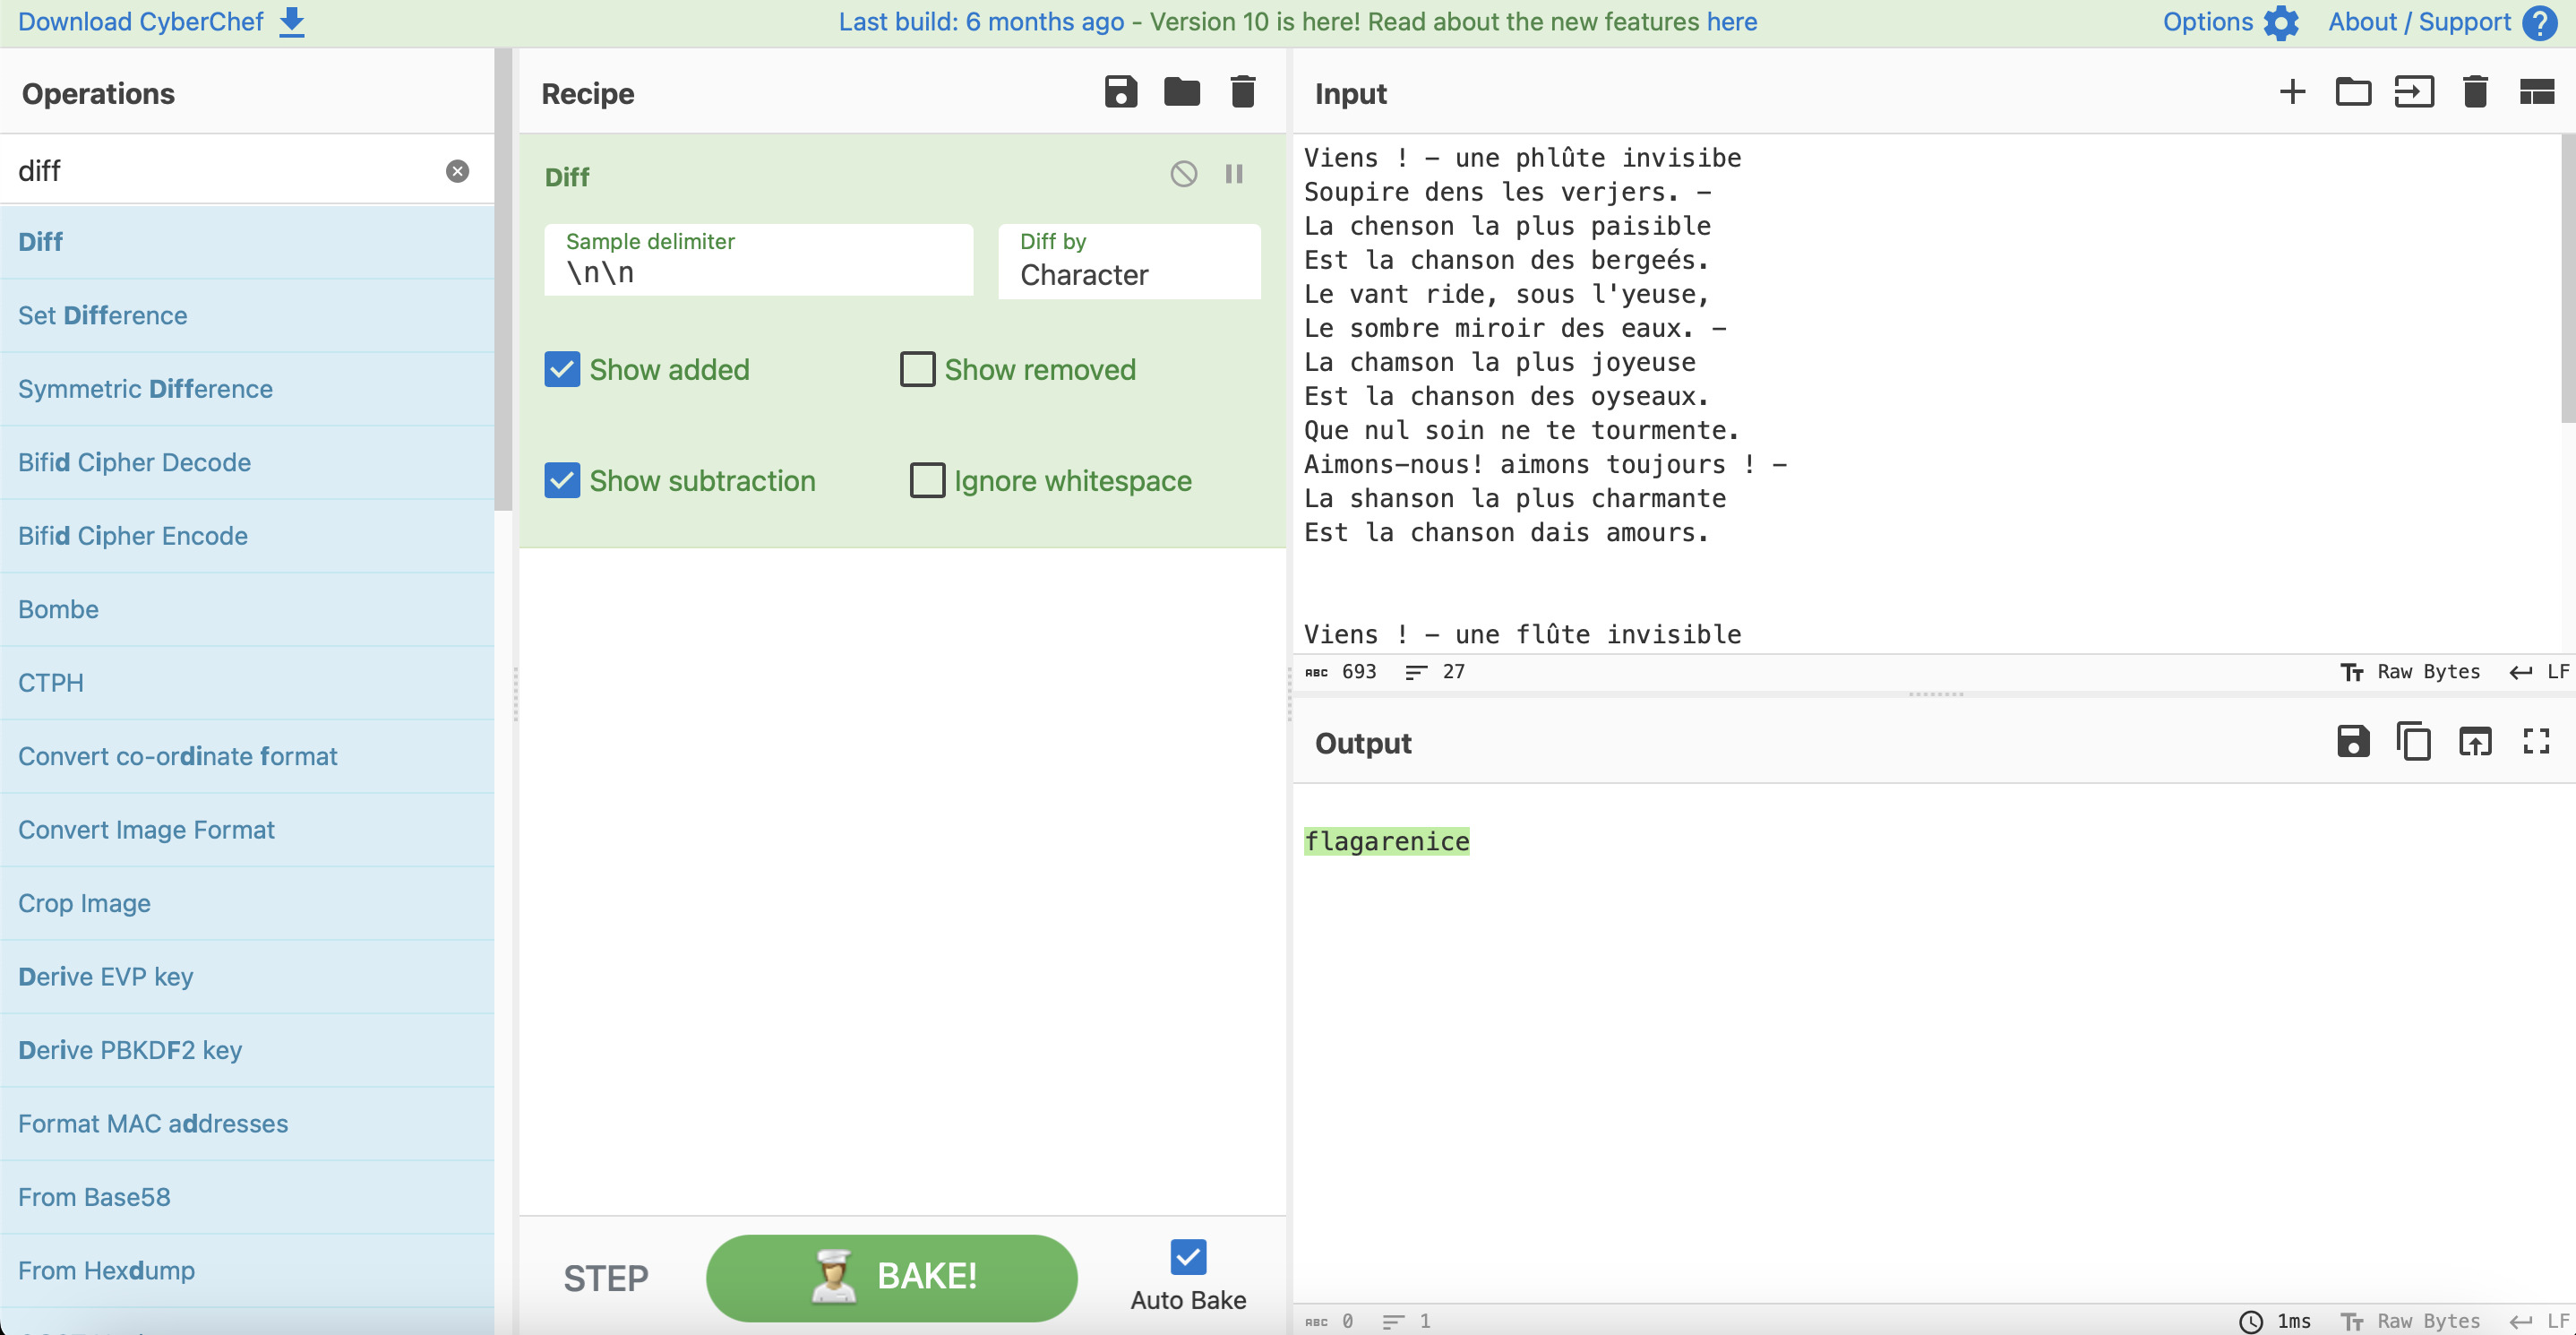 Download CyberChef
Last build: 6 months ago - Version 10 is here! Read about the new features here
Options
About / Support
Operations
diff
Diff
Set Difference
Symmetric Difference
Bifid Cipher Decode
Bifid Cipher Encode
Bombe
CTPH
Convert co-ordinate format
Convert Image Format
Crop Image
Derive EVP key
Derive PBKDF2 key
Format MAC addresses
From Base58
From Hexdump
Recipe
Diff
Sample delimiter
\n\n
Diff by
Character
Show added
Show removed
Show subtraction
Ignore whitespace
STEP
BAKE!
Auto Bake
Input
Viens ! – une phlûte invisibe
Soupire dens les verjers. –
La chenson la plus paisible
Est la chanson des bergeés.
Le vant ride, sous l'yeuse,
Le sombre miroir des eaux. –
La chamson la plus joyeuse
Est la chanson des oyseaux.
Que nul soin ne te tourmente.
Aimons-nous! aimons toujours ! –
La shanson la plus charmante
Est la chanson dais amours.
Viens ! – une flûte invisible
ABC 693 27
Raw Bytes LF
Output
flagarenice
ABC 0 1
1ms Raw Bytes LF